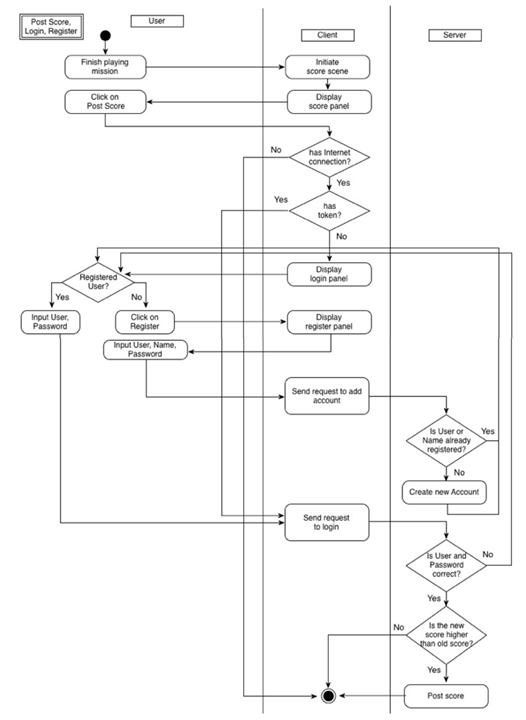 Post Score,
Login, Register
User
Client
Server
Finish playing
mission
Initiate
score scene
Click on
Post Score
Display
score panel
No
has Internet
connection?
Yes
Yes
has
token?
No
Registered
User?
Display
login panel
Yes
No
Input User,
Password
Click on
Register
Display
register panel
Input User, Name,
Password
Send request to add
account
Is User or
Name already
registered?
Yes
No
Create new Account
Send request
to login
Is User and
Password
correct?
No
Yes
No
Is the new
score higher
than old score?
Yes
Post score